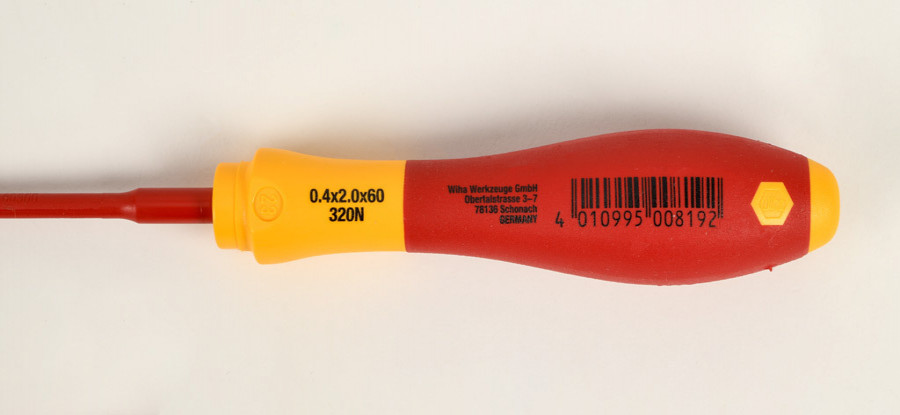 0.4x2.0x60
320N
Wiha Werkzeuge GmbH
Obertalstrasse 3–7
78136 Schonach
GERMANY
4 010995 008192